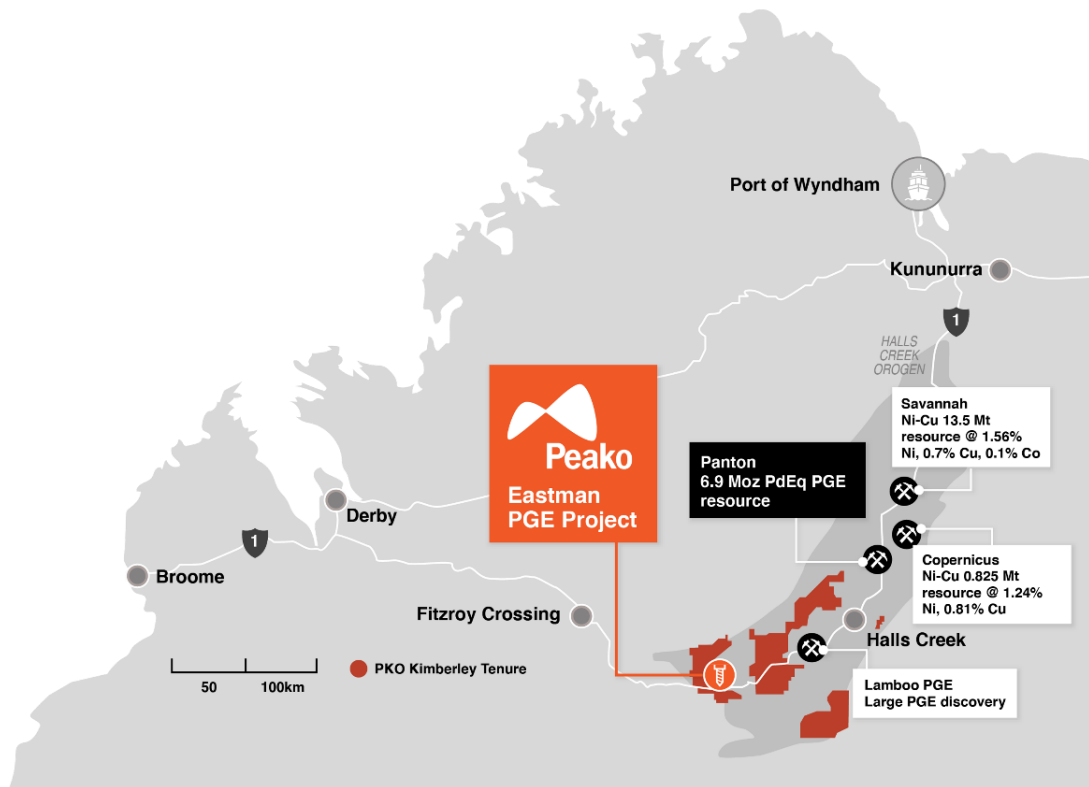 Port of Wyndham
Kununurra
1
HALLS
CREEK
OROGEN
Peako
Eastman
PGE Project
Savannah
Ni-Cu 13.5 Mt
resource @ 1.56%
Ni, 0.7% Cu, 0.1% Co
Panton
6.9 Moz PdEq PGE
resource
Derby
1
Broome
Copernicus
Ni-Cu 0.825 Mt
resource @ 1.24%
Ni, 0.81% Cu
Fitzroy Crossing
Halls Creek
50
100km
PKO Kimberley Tenure
Lamboo PGE
Large PGE discovery